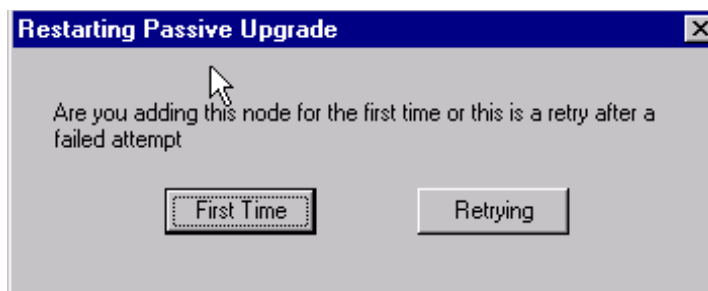 Restarting Passive Upgrade
Are you adding this node for the first time or this is a retry after a
failed attempt
First Time
Retrying